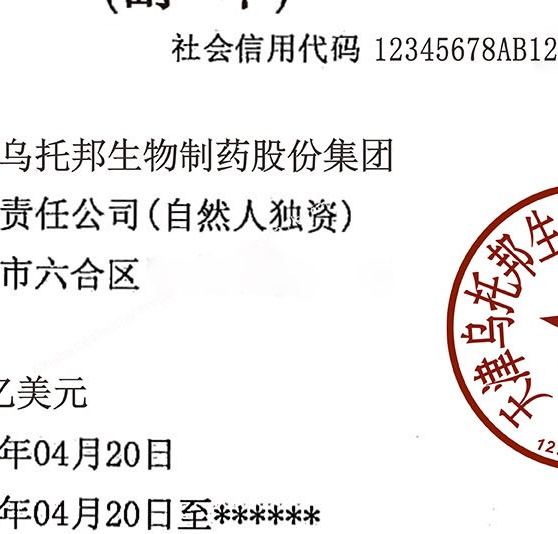 社会信用代码 12345678AB12
乌托邦生物制药股份集团
责任公司(自然人独资)
市六合区
亿美元
年04月20日
年04月20日至******
天津乌托邦生
12